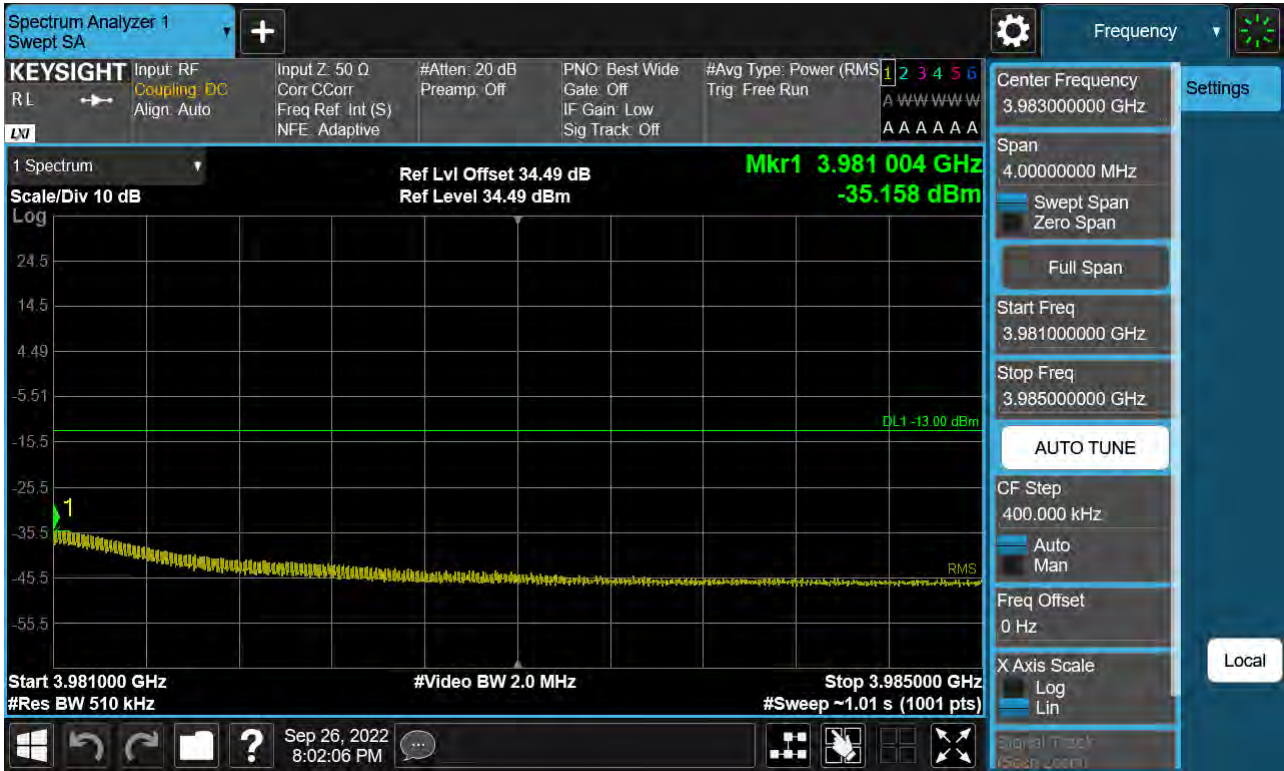 Spectrum Analyzer 1
Swept SA
Frequency
KEYSIGHT
RL
LXI
Input: RF
Coupling: DC
Align: Auto
Input Z: 50 Ω
Corr CCorr
Freq Ref: Int (S)
NFE: Adaptive
#Atten: 20 dB
Preamp: Off
PNO: Best Wide
Gate: Off
IF Gain: Low
Sig Track: Off
#Avg Type: Power (RMS
Trig: Free Run
1 2 3 4 5 6
A W W W W W
A A A A A A
1 Spectrum
Scale/Div 10 dB
Log
Ref Lvl Offset 34.49 dB
Ref Level 34.49 dBm
Mkr1 3.981 004 GHz
-35.158 dBm
24.5
14.5
4.49
-5.51
-15.5
-25.5
-35.5
-45.5
-55.5
DL1 -13.00 dBm
1
RMS
Start 3.981000 GHz
#Res BW 510 kHz
#Video BW 2.0 MHz
Stop 3.985000 GHz
#Sweep ~1.01 s (1001 pts)
Center Frequency
3.983000000 GHz
Span
4.00000000 MHz
Swept Span
Zero Span
Full Span
Start Freq
3.981000000 GHz
Stop Freq
3.985000000 GHz
AUTO TUNE
CF Step
400.000 kHz
Auto
Man
Freq Offset
0 Hz
X Axis Scale
Log
Lin
Signal Track
(Span Zoom)
Settings
Local
?
Sep 26, 2022
8:02:06 PM